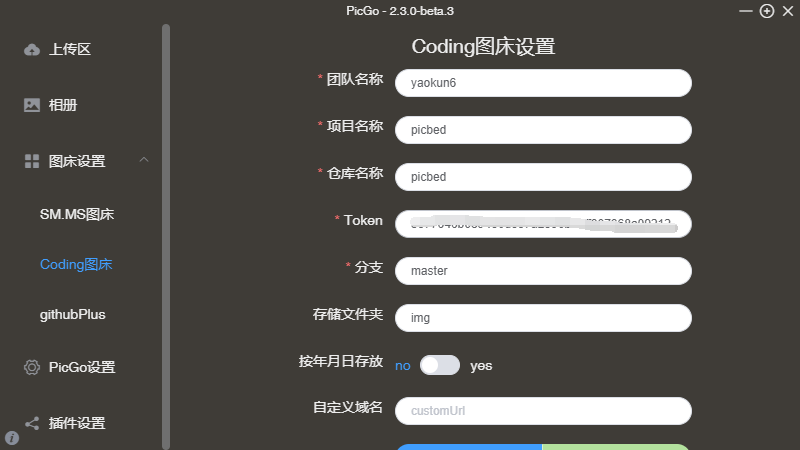 PicGo - 2.3.0-beta.3
上传区
相册
图床设置
SM.MS图床
Coding图床
githubPlus
PicGo设置
插件设置
Coding图床设置
* 团队名称
yaokun6
* 项目名称
picbed
* 仓库名称
picbed
* Token
* 分支
master
存储文件夹
img
按年月日存放
no yes
自定义域名
customUrl